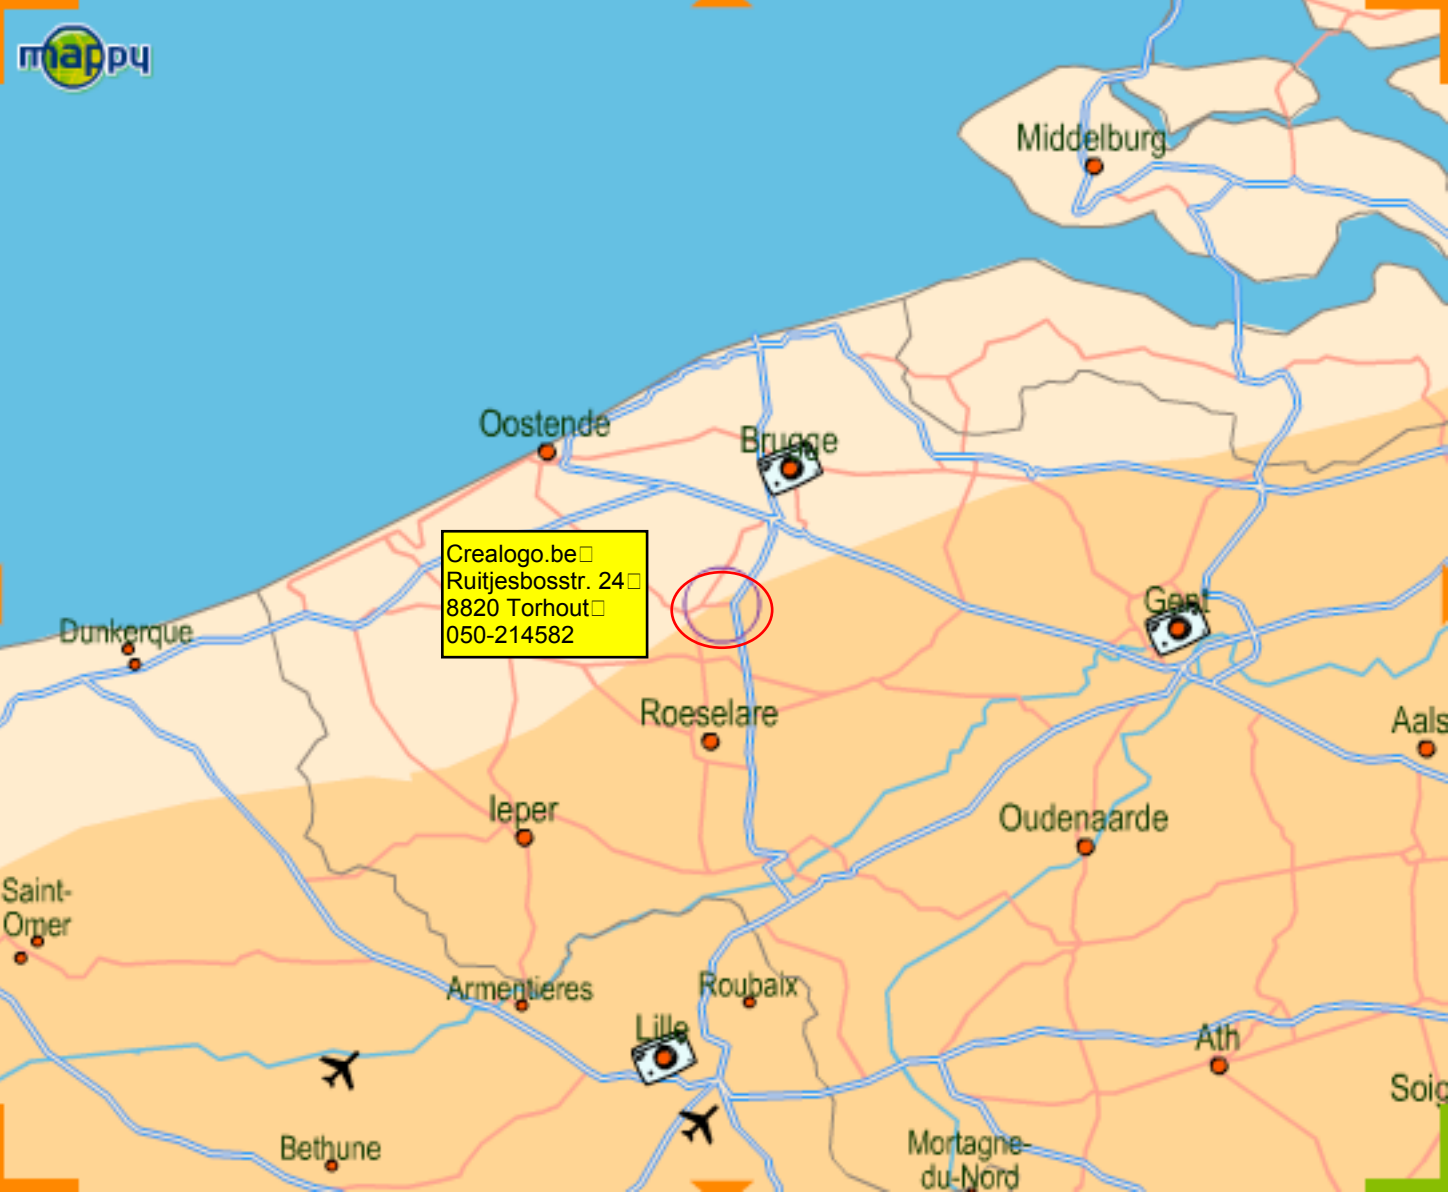 mappy
Middelburg
Oostende
Brugge
Crealogo.be
Ruitjesbosstr. 24
8820 Torhout
050-214582
Gent
Dunkerque
Roeselare
Aals
Ieper
Oudenaarde
Saint-
Omer
Armentieres
Roubaix
Lille
Ath
Soig
Bethune
Mortagne-
du-Nord